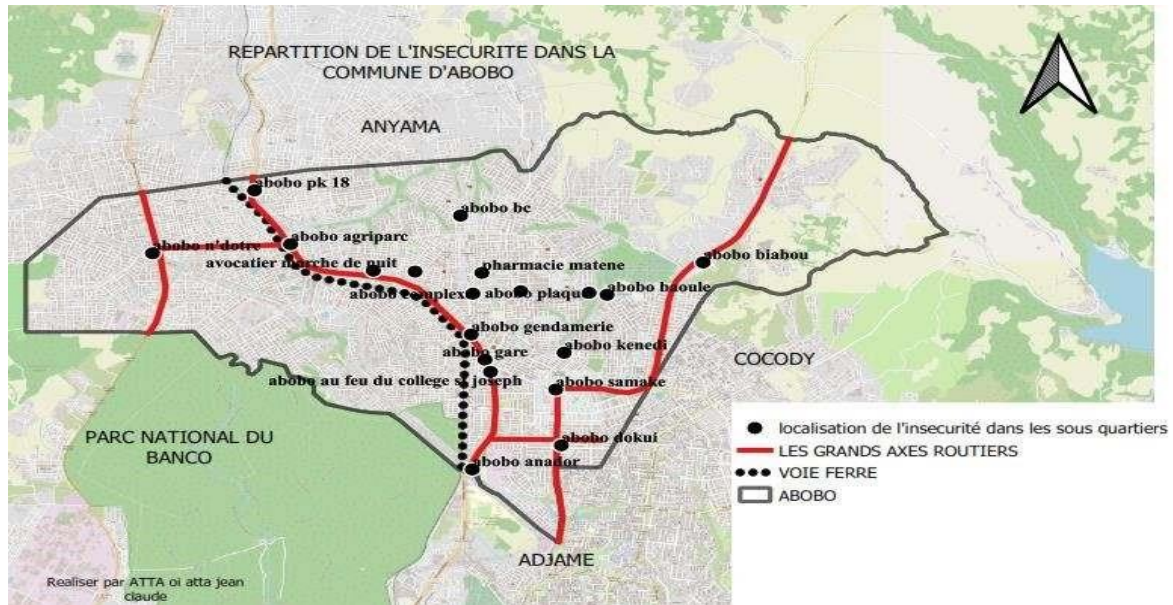 REPARTITION DE L'INSECURITE DANS LA
COMMUNE D'ABOBO
ANYAMA
abobo pk 18
abobo bc
abobo n'dotre
abobo agriparc
abobo biabou
avocatier marche de nuit
pharmacie matene
abobo complex
abobo plaqu
abobo baoule
abobo gendamerie
abobo kenedi
abobo gare
COCODY
abobo au feu du college st joseph
abobo samake
PARC NATIONAL DU
BANCO
abobo dokui
abobo anador
ADJAME
localisation de l'insecurité dans les sous quartiers
LES GRANDS AXES ROUTIERS
VOIE FERRE
ABOBO
Realiser par ATTA oi atta jean
claude